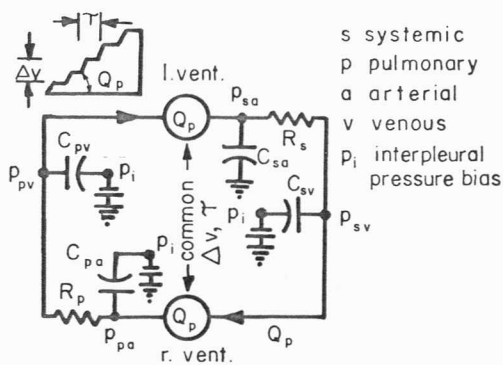 τ
Δv
Q_p
l. vent.
s systemic
p pulmonary
a arterial
v venous
p_i interpleural
pressure bias
Q_p
p_sa
R_s
C_sa
C_pv
p_i
p_pv
C_sv
p_i
p_sv
common
Δv, τ
C_pa
p_i
R_p
p_pa
Q_p
r. vent.
Q_p